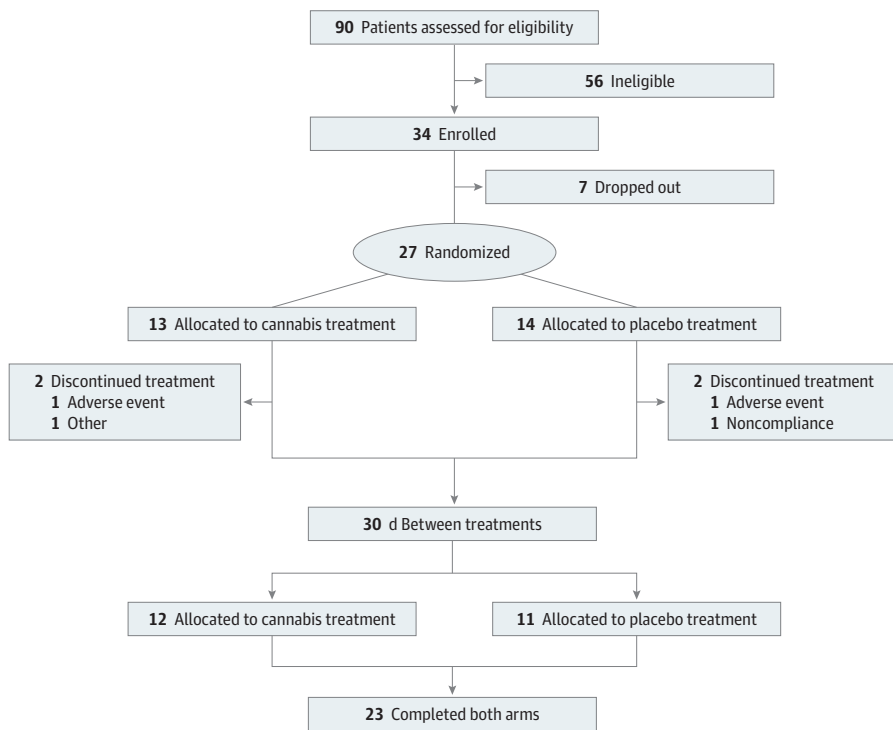 90 Patients assessed for eligibility
56 Ineligible
34 Enrolled
7 Dropped out
27 Randomized
13 Allocated to cannabis treatment
14 Allocated to placebo treatment
2 Discontinued treatment
1 Adverse event
1 Other
2 Discontinued treatment
1 Adverse event
1 Noncompliance
30 d Between treatments
12 Allocated to cannabis treatment
11 Allocated to placebo treatment
23 Completed both arms